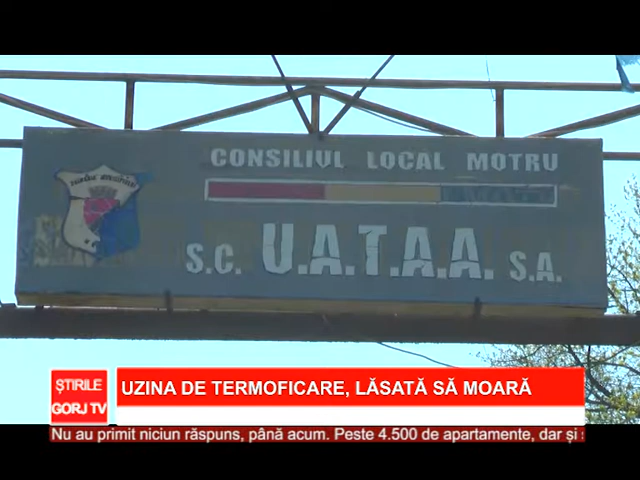 CONSILIUL LOCAL MOTRU
S.C. U.A.T.A.A. S.A.
ȘTIRILE
GORJ TV
UZINA DE TERMOFICARE, LĂSATĂ SĂ MOARĂ
Nu au primit niciun răspuns, până acum. Peste 4.500 de apartamente, dar și